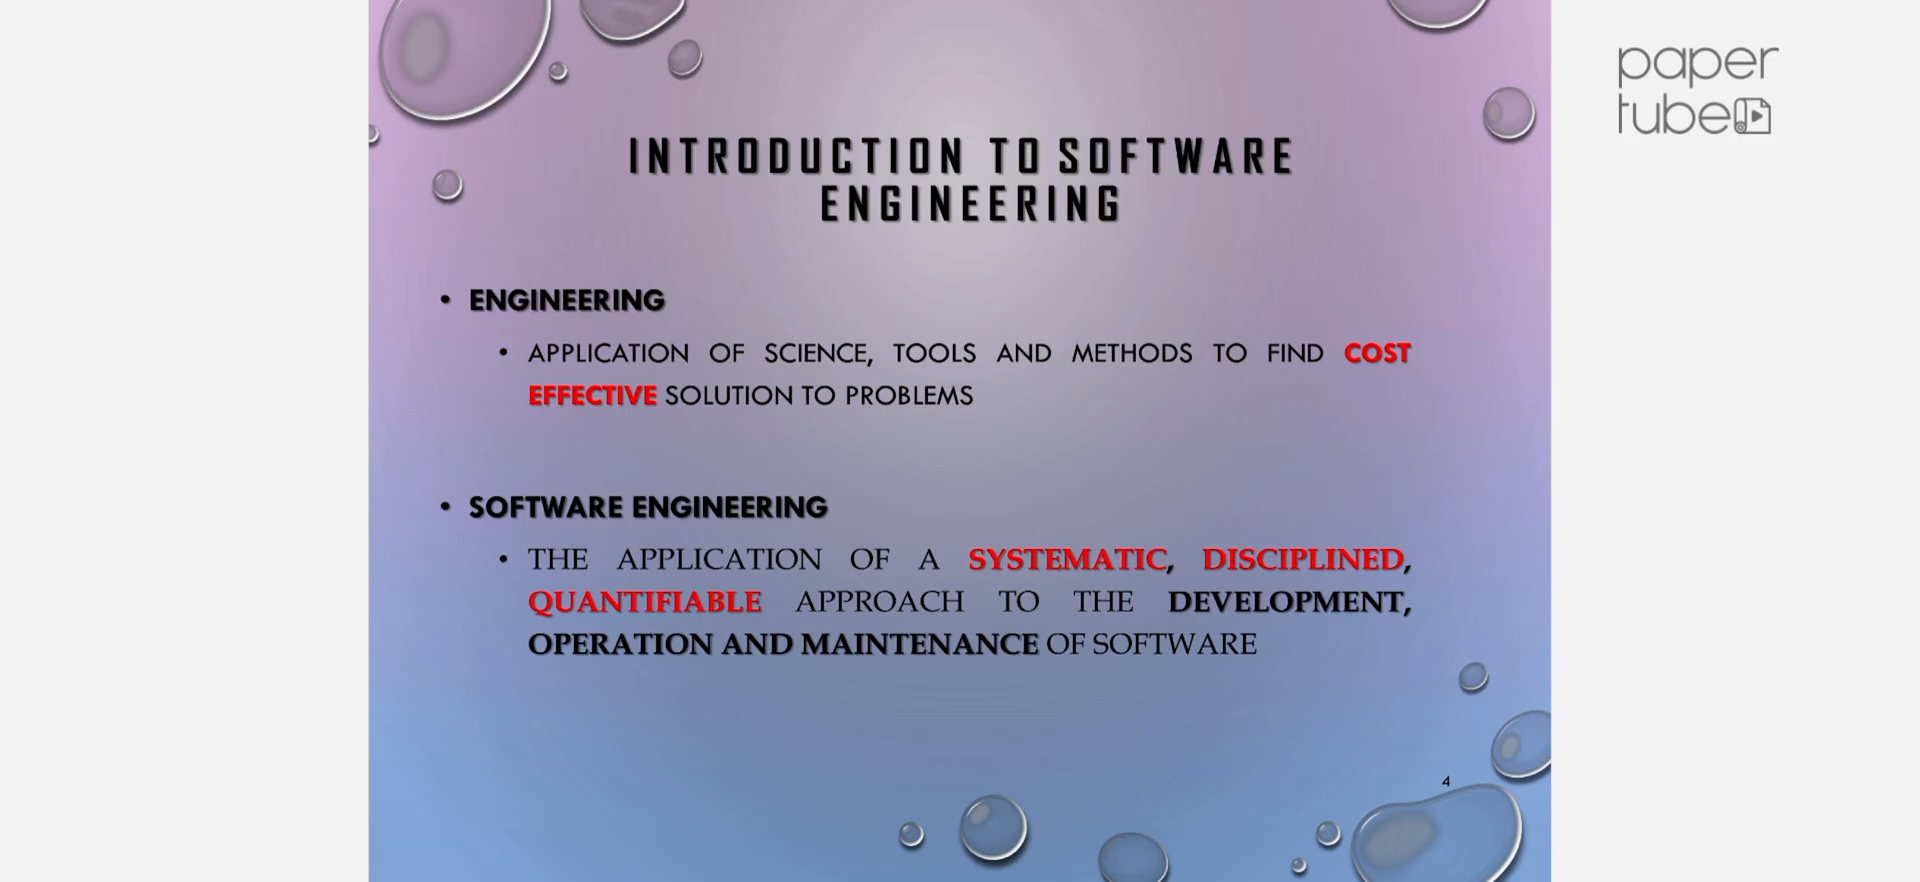 paper
tube
INTRODUCTION TO SOFTWARE
ENGINEERING
• ENGINEERING
• APPLICATION OF SCIENCE, TOOLS AND METHODS TO FIND COST
EFFECTIVE SOLUTION TO PROBLEMS
• SOFTWARE ENGINEERING
• THE APPLICATION OF A SYSTEMATIC, DISCIPLINED,
QUANTIFIABLE APPROACH TO THE DEVELOPMENT,
OPERATION AND MAINTENANCE OF SOFTWARE
4